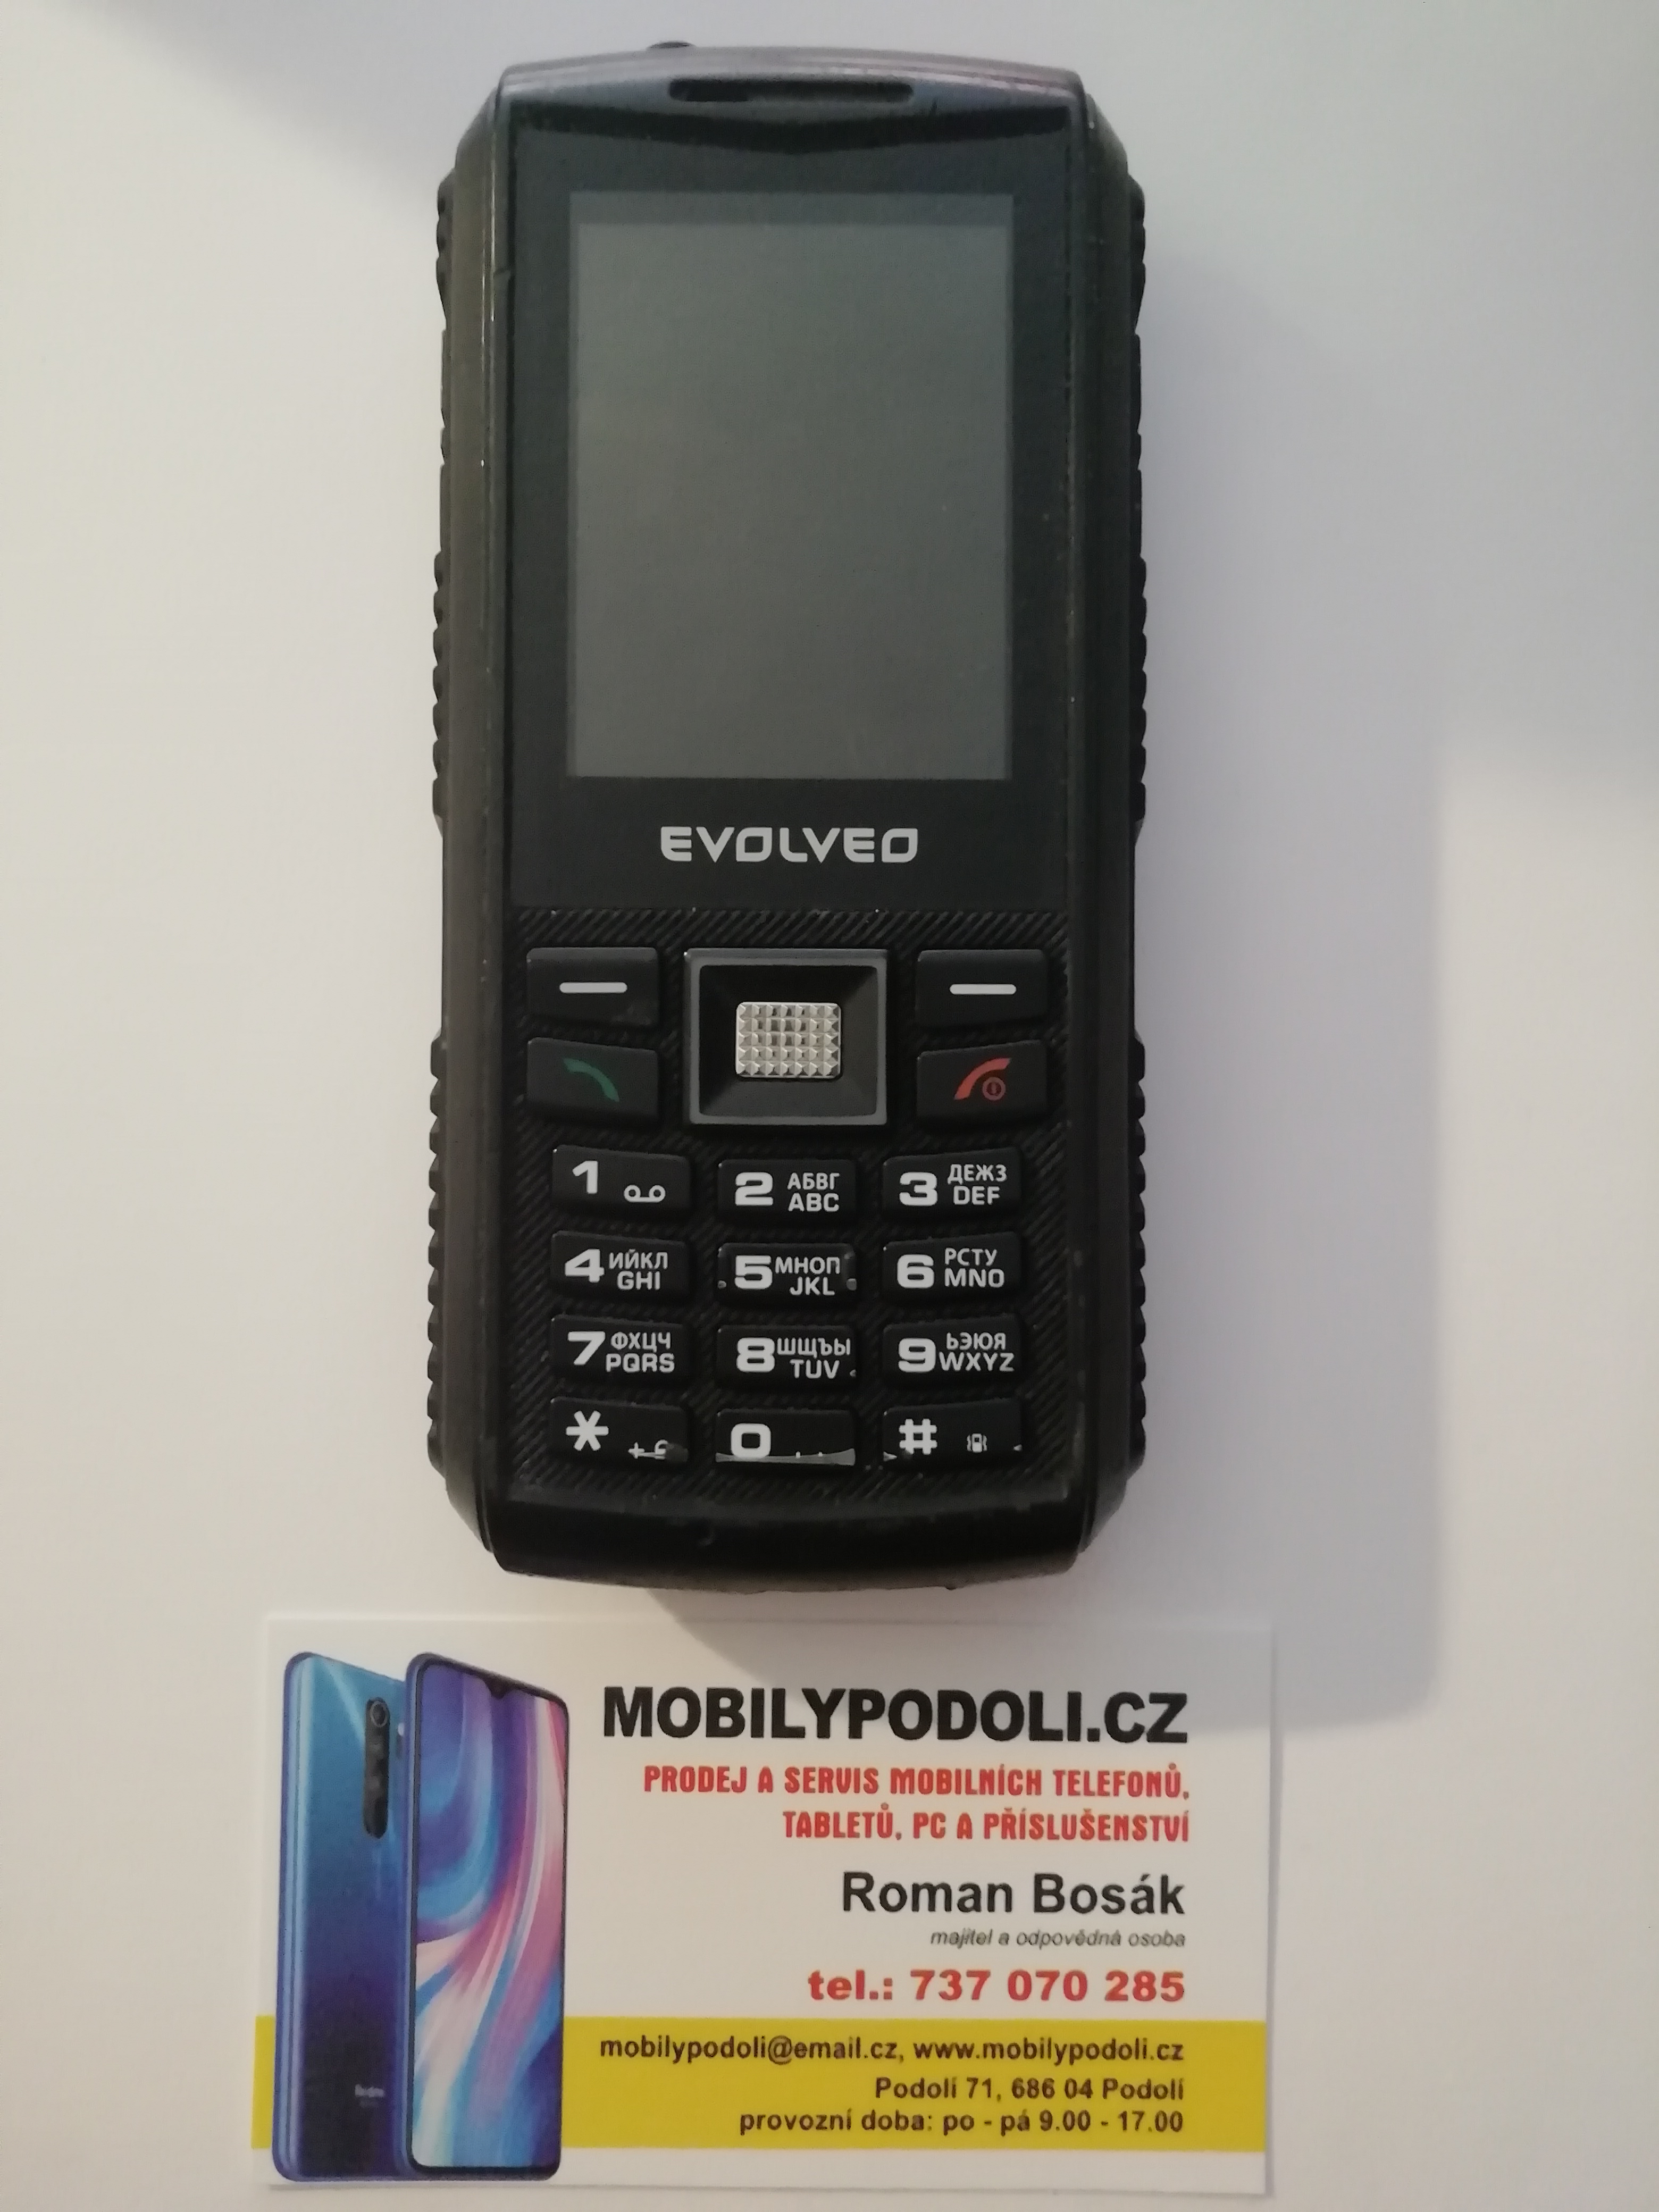 EVOLVEO
1
2 АБВГ
ABC
3 ДЕЖЗ
DEF
4 ИЙКЛ
GHI
5 МНОП
JKL
6 РСТУ
MNO
7 ФХЦЧ
PQRS
8 ШЩЪЫ
TUV
9 ЬЭЮЯ
WXYZ
* +
0
#
MOBILYPODOLI.CZ
PRODEJ A SERVIS MOBILNÍCH TELEFONŮ,
TABLETŮ, PC A PŘÍSLUŠENSTVÍ
Roman Bosák
majitel a odpovědná osoba
tel.: 737 070 285
mobilypodoli@email.cz, www.mobilypodoli.cz
Podolí 71, 686 04 Podolí
provozní doba: po - pá 9.00 - 17.00
Redmi